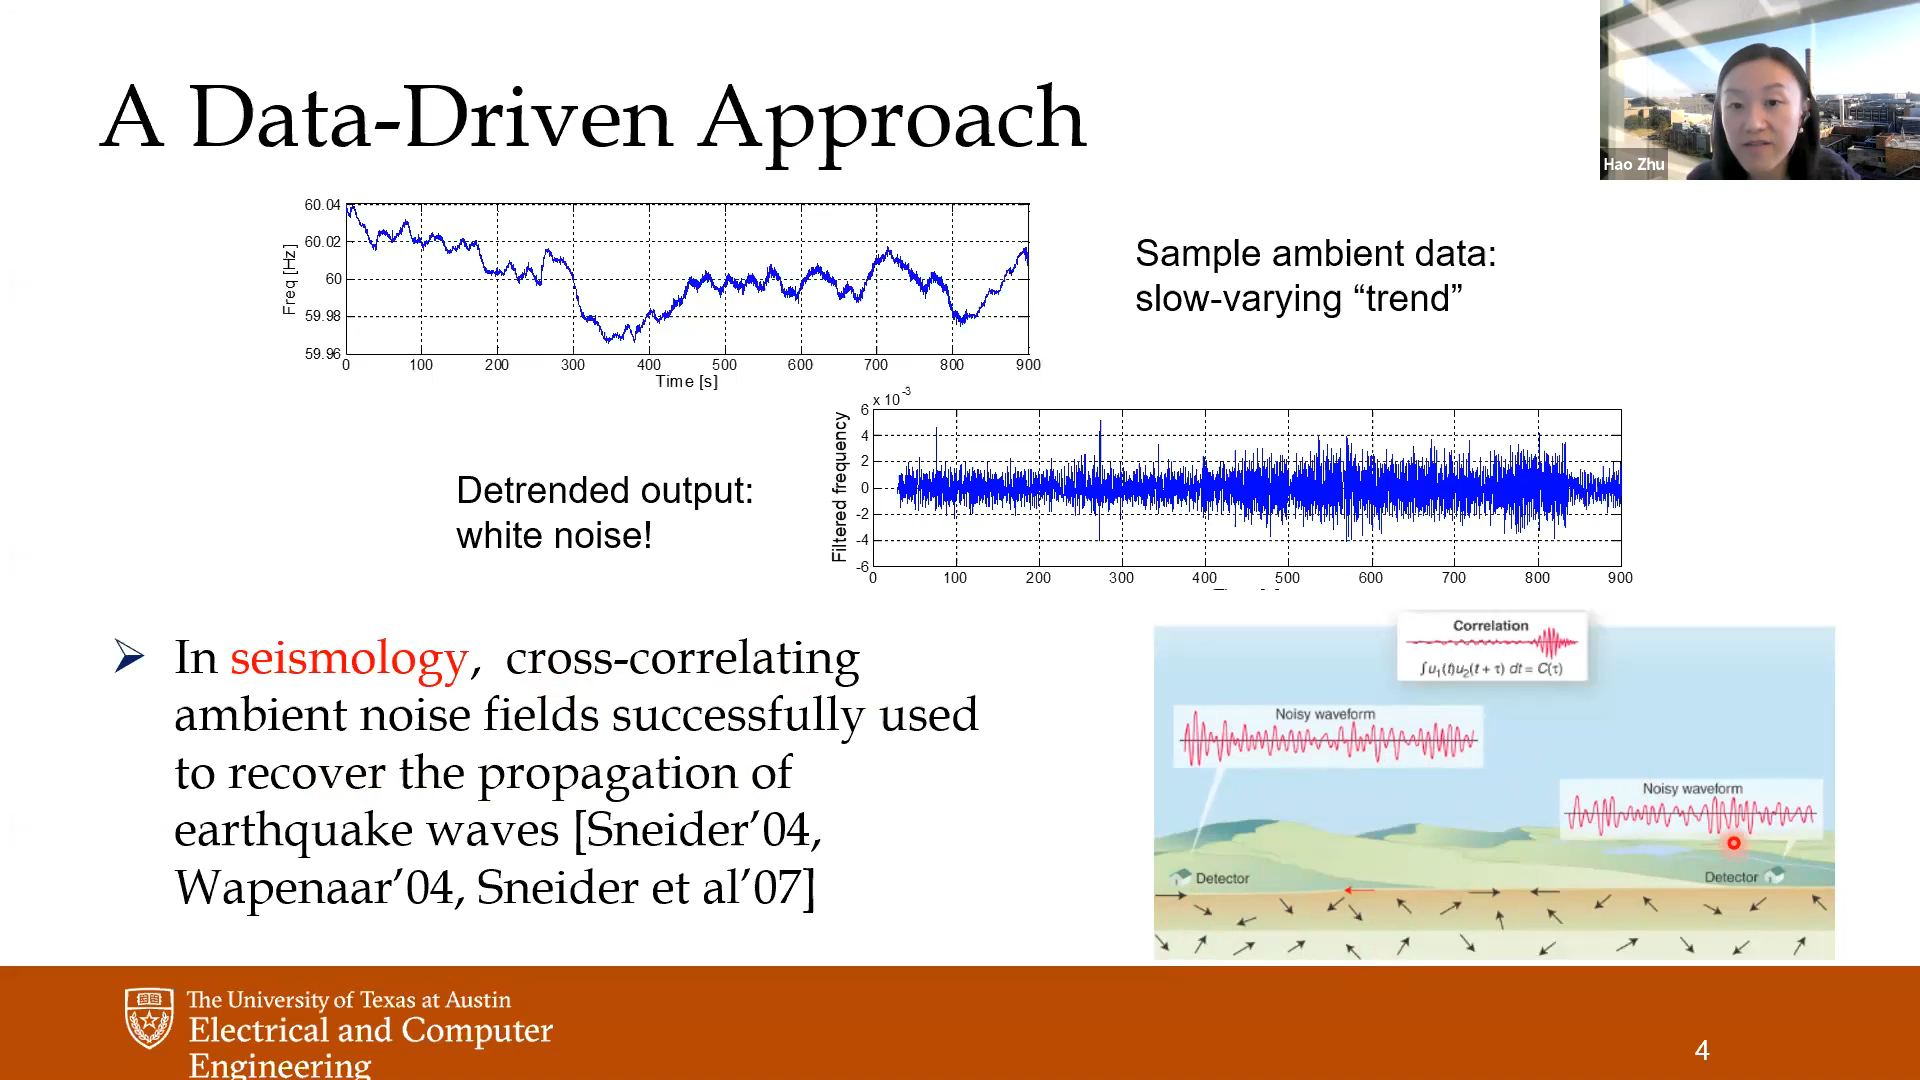 A Data-Driven Approach
Hao Zhu
60.04
60.02
60
59.98
59.96
Freq [Hz]
0 100 200 300 400 500 600 700 800 900
Time [s]
Sample ambient data:
slow-varying “trend”
Detrended output:
white noise!
x 10-3
6
4
2
0
-2
-4
-6
Filtered frequency
0 100 200 300 400 500 600 700 800 900
In seismology, cross-correlating
ambient noise fields successfully used
to recover the propagation of
earthquake waves [Sneider’04,
Wapenaar’04, Sneider et al’07]
Correlation
∫u1(t)u2(t + τ) dt = C(τ)
Noisy waveform
Noisy waveform
Detector
Detector
The University of Texas at Austin
Electrical and Computer
Engineering
4